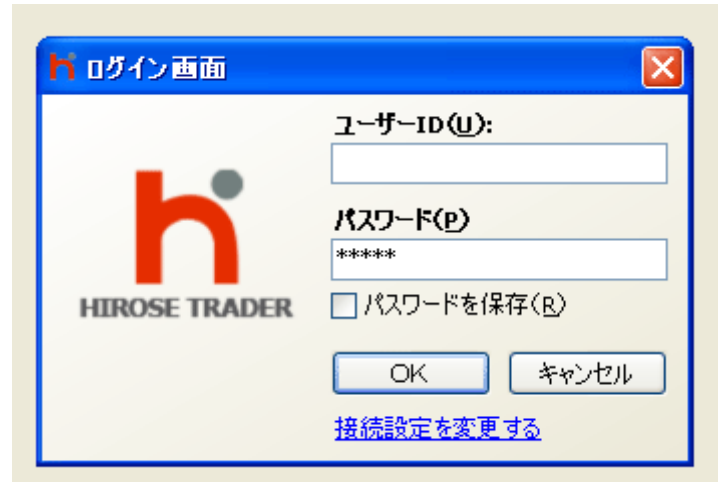 ログイン画面
ユーザーID(U):
パスワード(P)
*****
HIROSE TRADER
パスワードを保存(R)
OK
キャンセル
接続設定を変更する